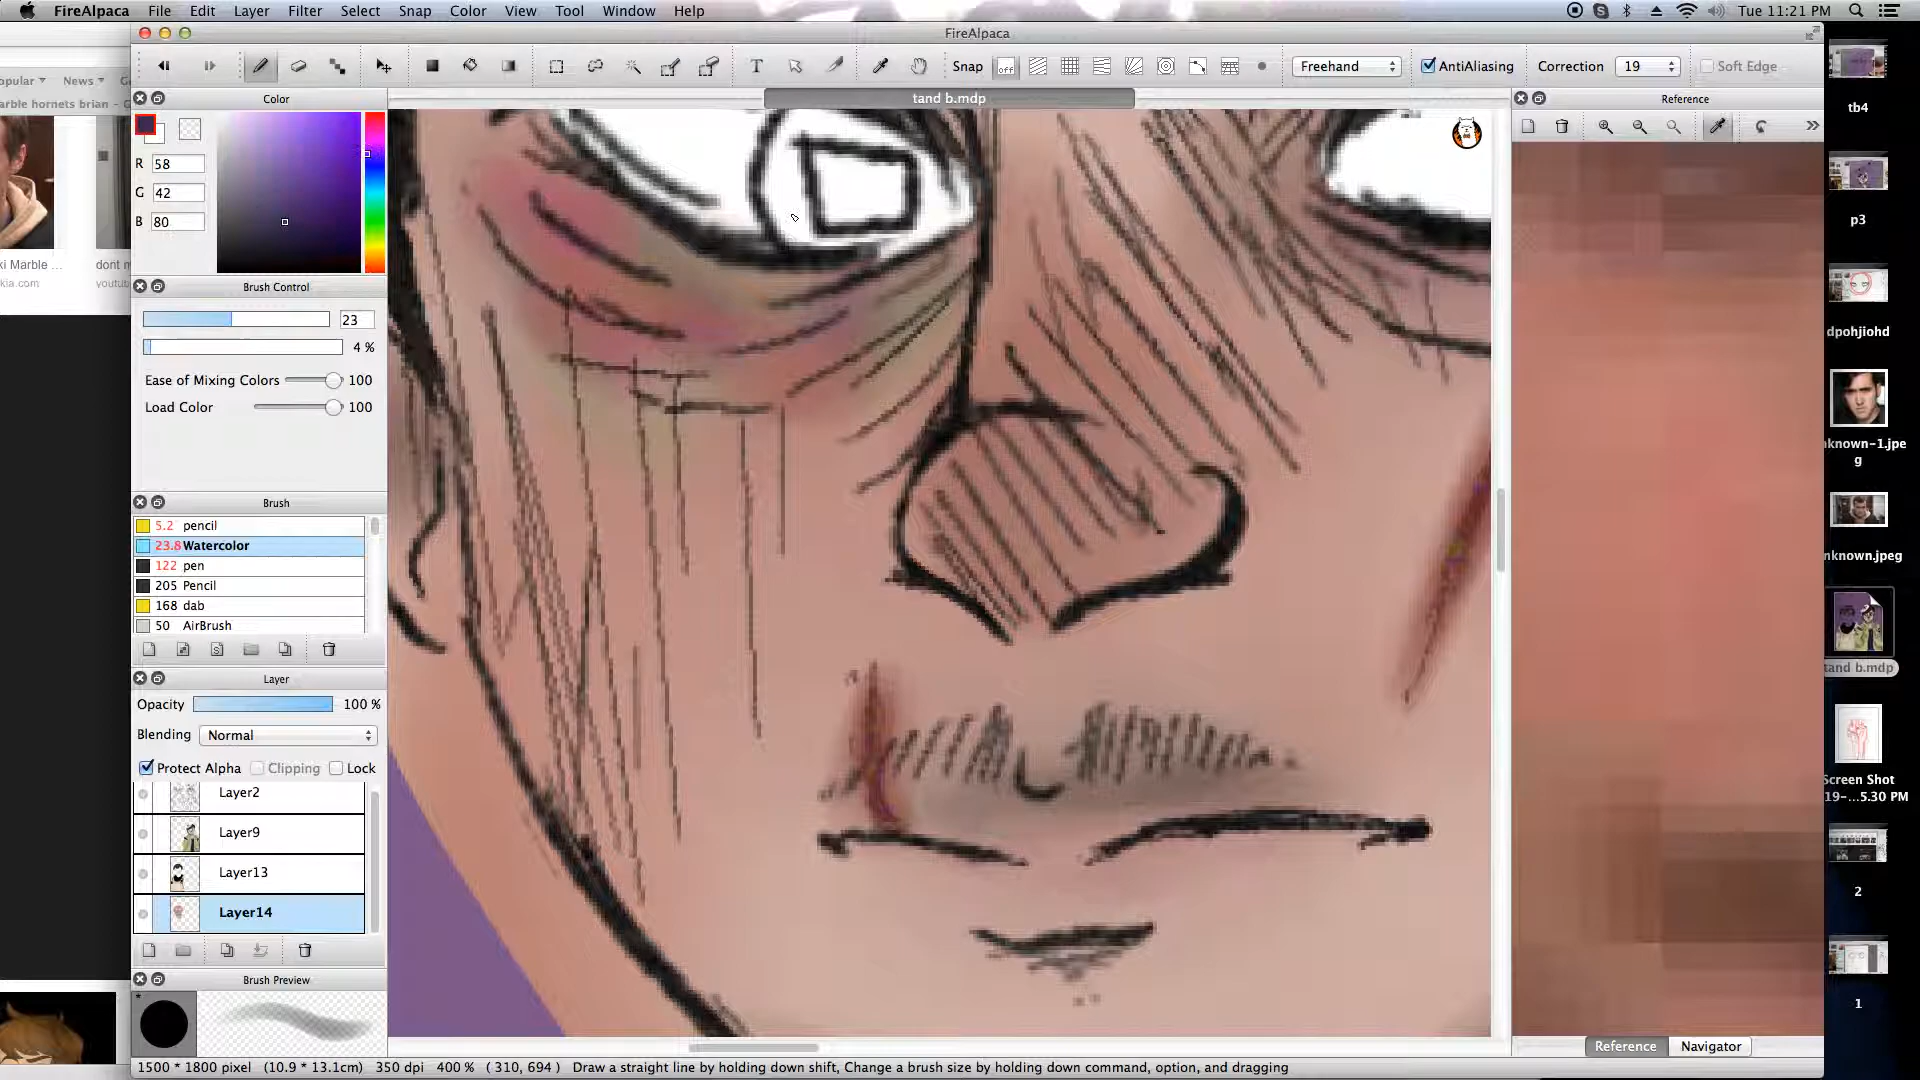 FireAlpaca File Edit Layer Filter Select Snap Color View Tool Window Help Tue 11:21 PM
FireAlpaca
Snap off Freehand AntiAliasing Correction 19 Soft Edge
opular News
arble hornets brian - G
ki Marble ... dont m
kia.com youtub
Color
R 58
G 42
B 80
Brush Control
23
4 %
Ease of Mixing Colors 100
Load Color 100
Brush
5.2 pencil
23.8 Watercolor
122 pen
205 Pencil
168 dab
50 AirBrush
Layer
Opacity 100 %
Blending Normal
Protect Alpha Clipping Lock
Layer2
Layer9
Layer13
Layer14
Brush Preview
tand b.mdp
Reference
Reference Navigator
tb4
p3
dpohjiohd
nknown-1.jpe
g
nknown.jpeg
tand b.mdp
Screen Shot
19-...5.30 PM
2
1
1500 * 1800 pixel (10.9 * 13.1cm) 350 dpi 400 % ( 310, 694 ) Draw a straight line by holding down shift, Change a brush size by holding down command, option, and dragging